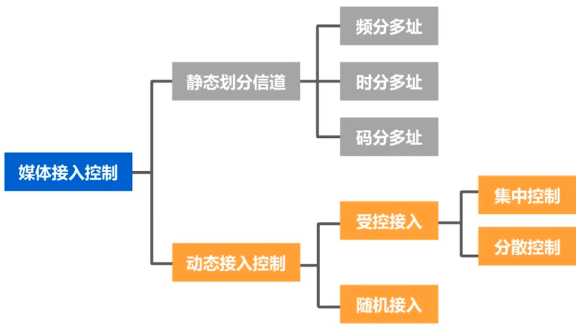 频分多址
静态划分信道
时分多址
码分多址
媒体接入控制
受控接入
集中控制
分散控制
动态接入控制
随机接入